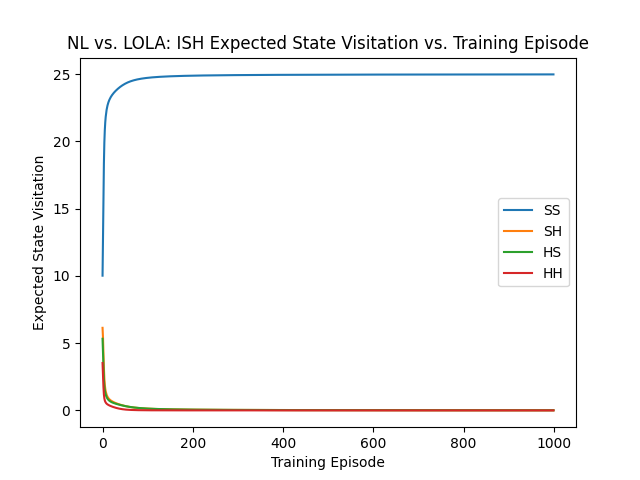 NL vs. LOLA: ISH Expected State Visitation vs. Training Episode
Expected State Visitation
25
20
15
10
5
0
SS
SH
HS
HH
0 200 400 600 800 1000
Training Episode